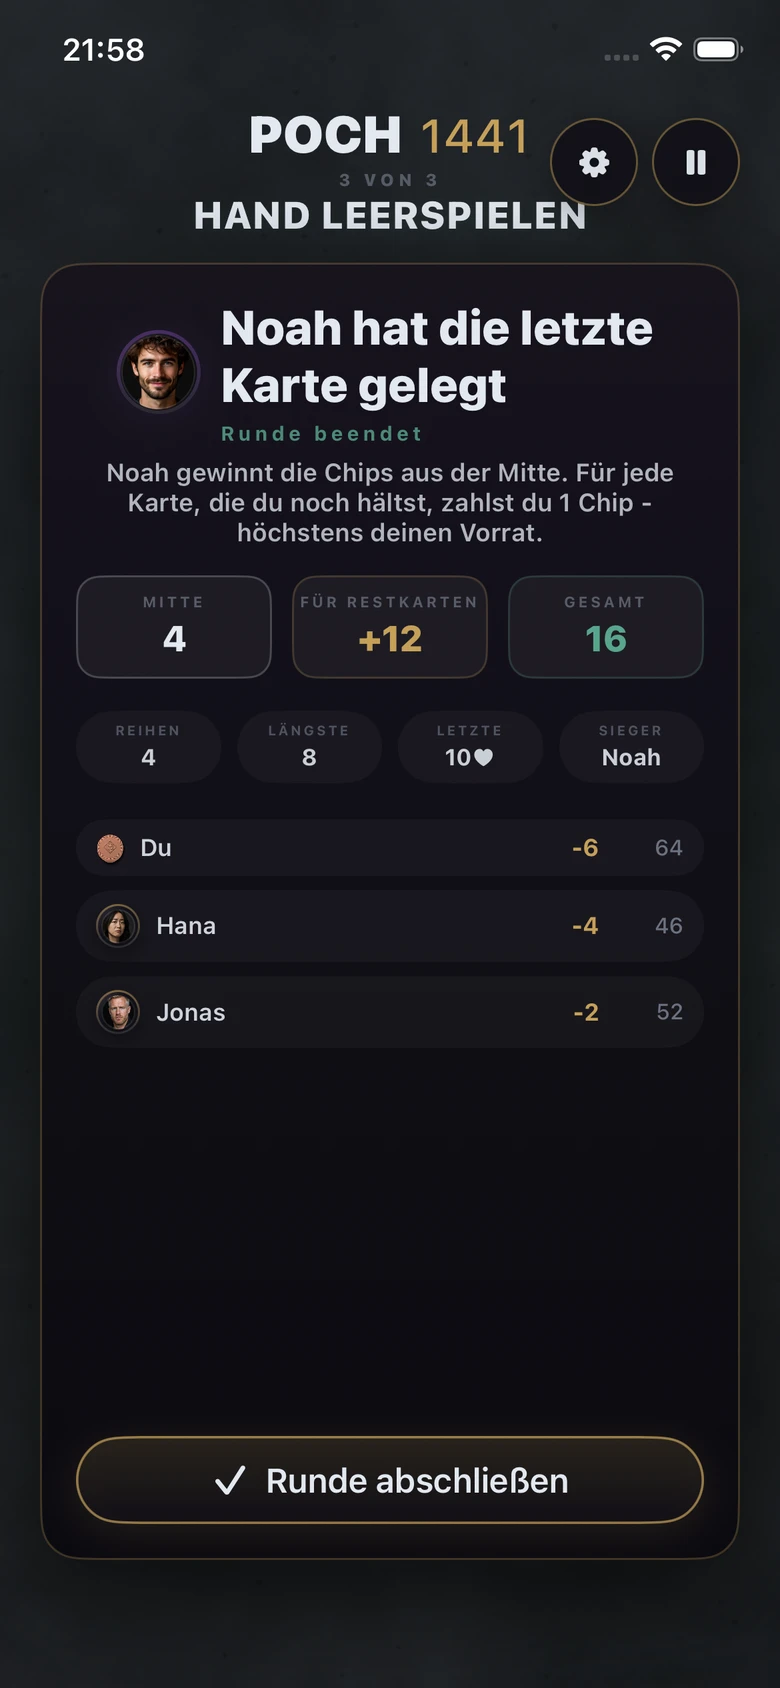 21:58
POCH 1441
3 VON 3
HAND LEERSPIELEN
Noah hat die letzte
Karte gelegt
Runde beendet
Noah gewinnt die Chips aus der Mitte. Für jede
Karte, die du noch hältst, zahlst du 1 Chip -
höchstens deinen Vorrat.
MITTE
4
FÜR RESTKARTEN
+12
GESAMT
16
REIHEN
4
LÄNGSTE
8
LETZTE
10♥
SIEGER
Noah
Du -6 64
Hana -4 46
Jonas -2 52
Runde abschließen